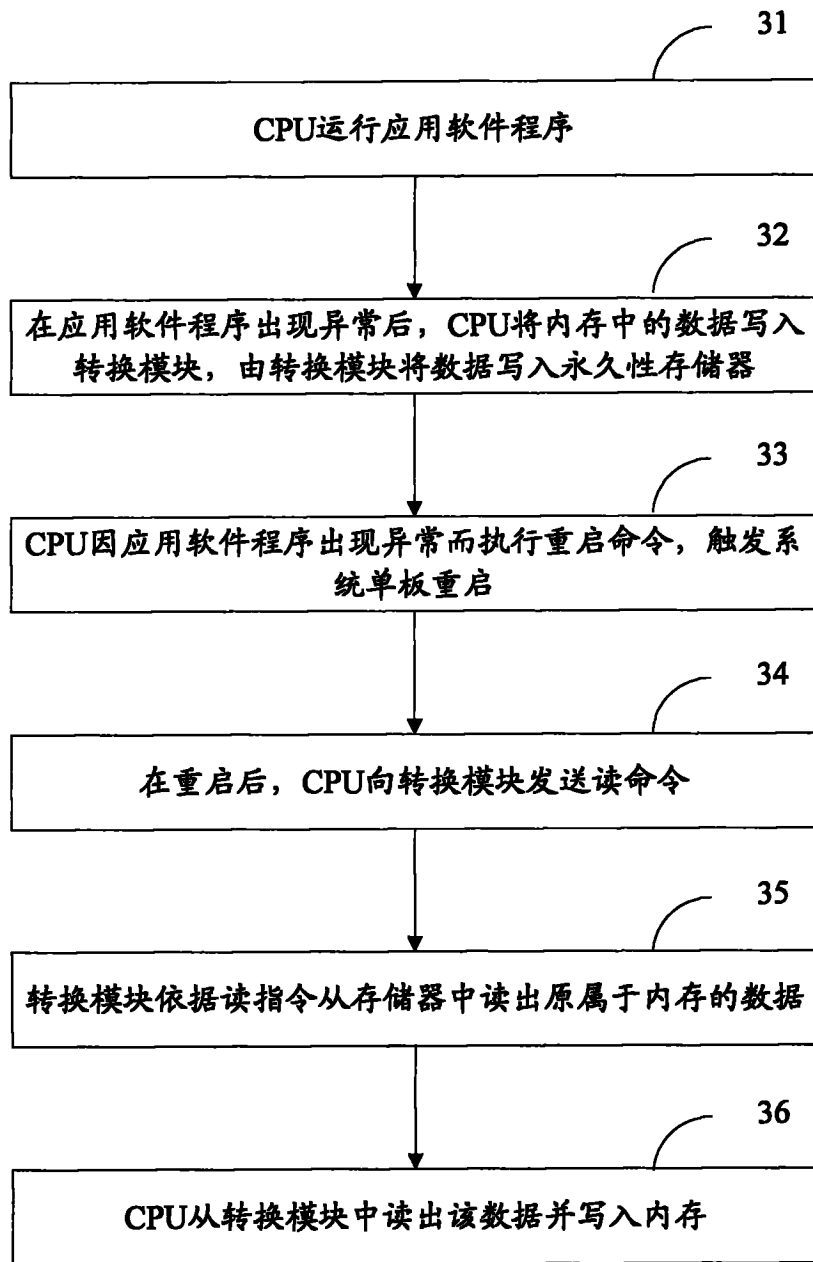 31
CPU运行应用软件程序
32
在应用软件程序出现异常后，CPU将内存中的数据写入
转换模块，由转换模块将数据写入永久性存储器
33
CPU因应用软件程序出现异常而执行重启命令，触发系
统单板重启
34
在重启后，CPU向转换模块发送读命令
35
转换模块依据读指令从存储器中读出原属于内存的数据
36
CPU从转换模块中读出该数据并写入内存